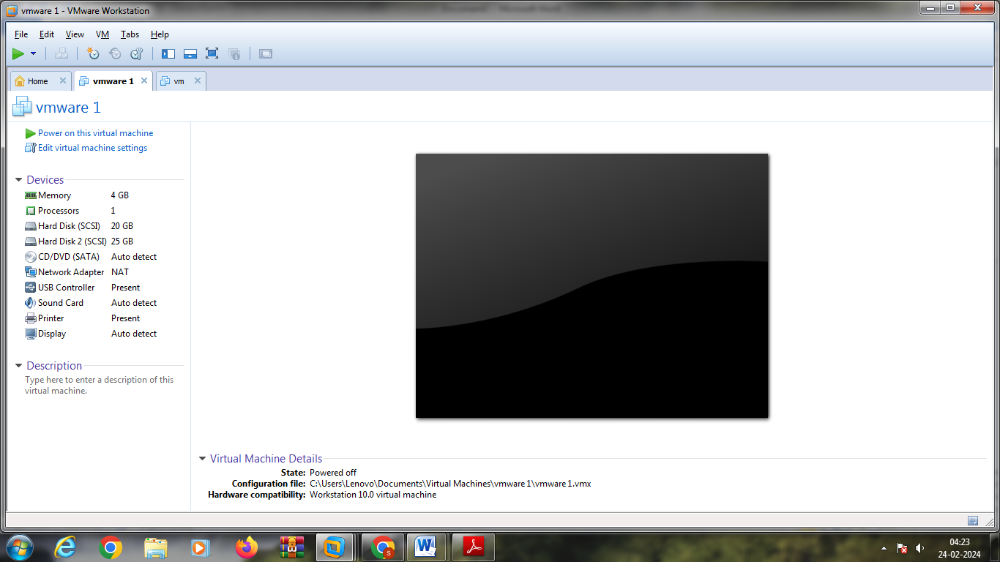 vmware 1 - VMware Workstation
File Edit View VM Tabs Help
Home vmware 1 vm
vmware 1
Power on this virtual machine
Edit virtual machine settings
Devices
Memory 4 GB
Processors 1
Hard Disk (SCSI) 20 GB
Hard Disk 2 (SCSI) 25 GB
CD/DVD (SATA) Auto detect
Network Adapter NAT
USB Controller Present
Sound Card Auto detect
Printer Present
Display Auto detect
Description
Type here to enter a description of this
virtual machine.
Virtual Machine Details
State: Powered off
Configuration file: C:\Users\Lenovo\Documents\Virtual Machines\vmware 1\vmware 1.vmx
Hardware compatibility: Workstation 10.0 virtual machine
04:23
24-02-2024